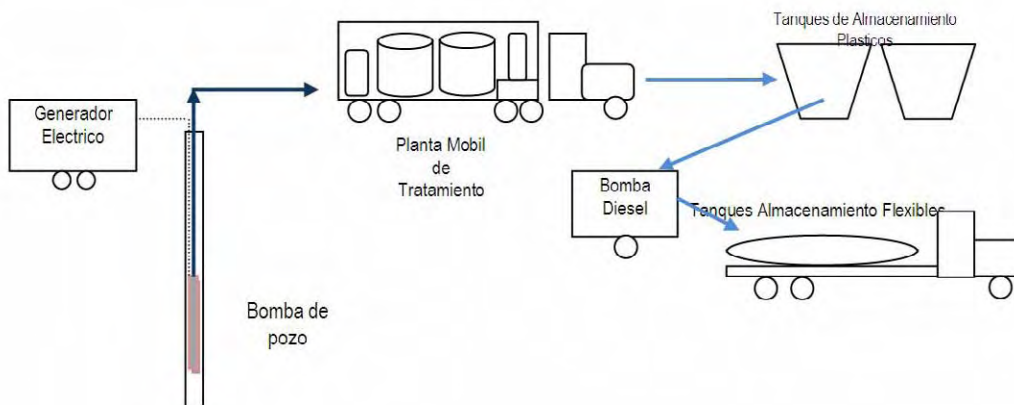 Tanques de Almacenamiento
Plasticos
Generador
Electrico
Planta Mobil
de
Tratamiento
Bomba
Diesel
Tanques Almacenamiento Flexibles
Bomba de
pozo